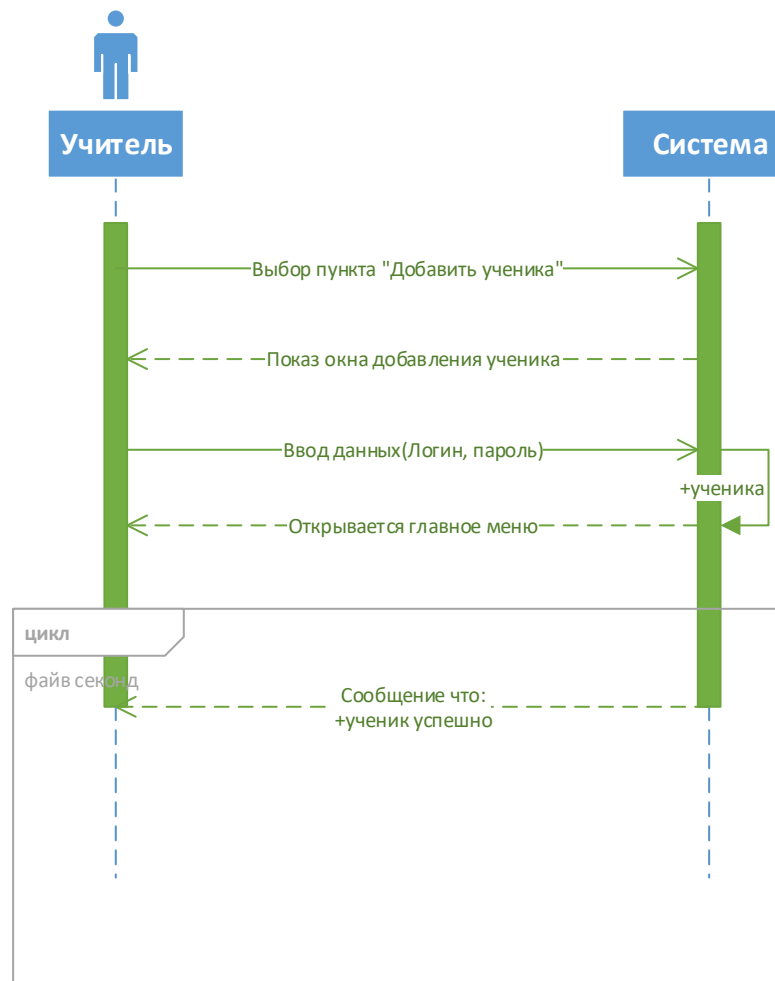 Учитель
Система
Выбор пункта "Добавить ученика"
Показ окна добавления ученика
Ввод данных(Логин, пароль)
+ученика
Открывается главное меню
цикл
файв секонд
Сообщение что:
+ученик успешно